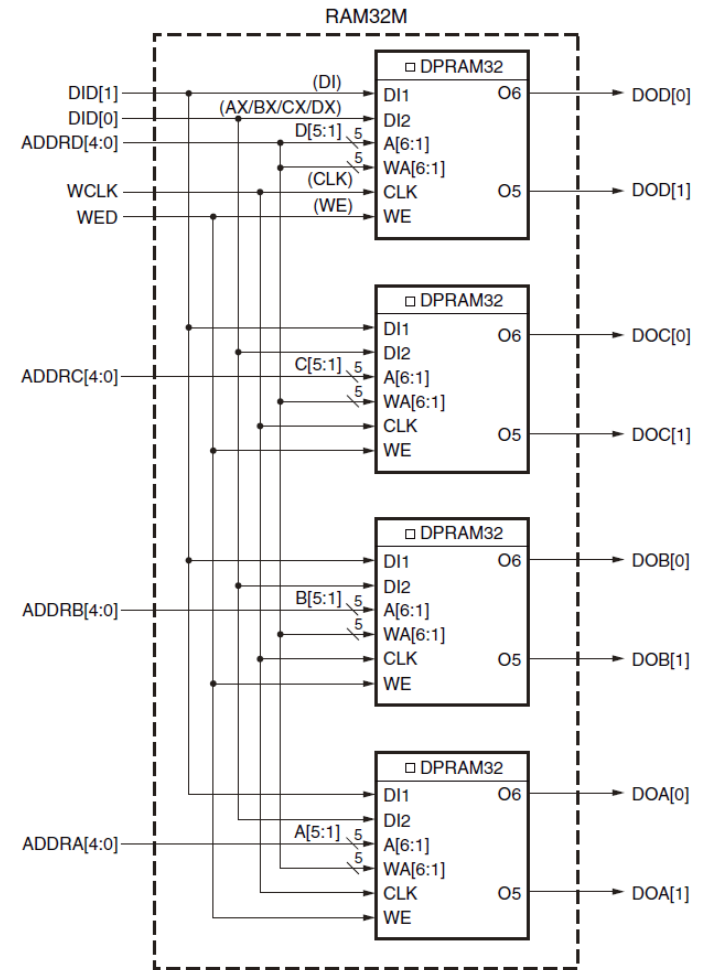 RAM32M
□ DPRAM32
DID[1] (DI) DI1 O6 DOD[0]
DID[0] (AX/BX/CX/DX) DI2
ADDRD[4:0] D[5:1] 5 A[6:1]
5 WA[6:1]
WCLK (CLK) CLK O5 DOD[1]
WED (WE) WE
□ DPRAM32
DI1 O6 DOC[0]
DI2
ADDRC[4:0] C[5:1] 5 A[6:1]
5 WA[6:1]
CLK O5 DOC[1]
WE
□ DPRAM32
DI1 O6 DOB[0]
DI2
ADDRB[4:0] B[5:1] 5 A[6:1]
5 WA[6:1]
CLK O5 DOB[1]
WE
□ DPRAM32
DI1 O6 DOA[0]
DI2
ADDRA[4:0] A[5:1] 5 A[6:1]
5 WA[6:1]
CLK O5 DOA[1]
WE